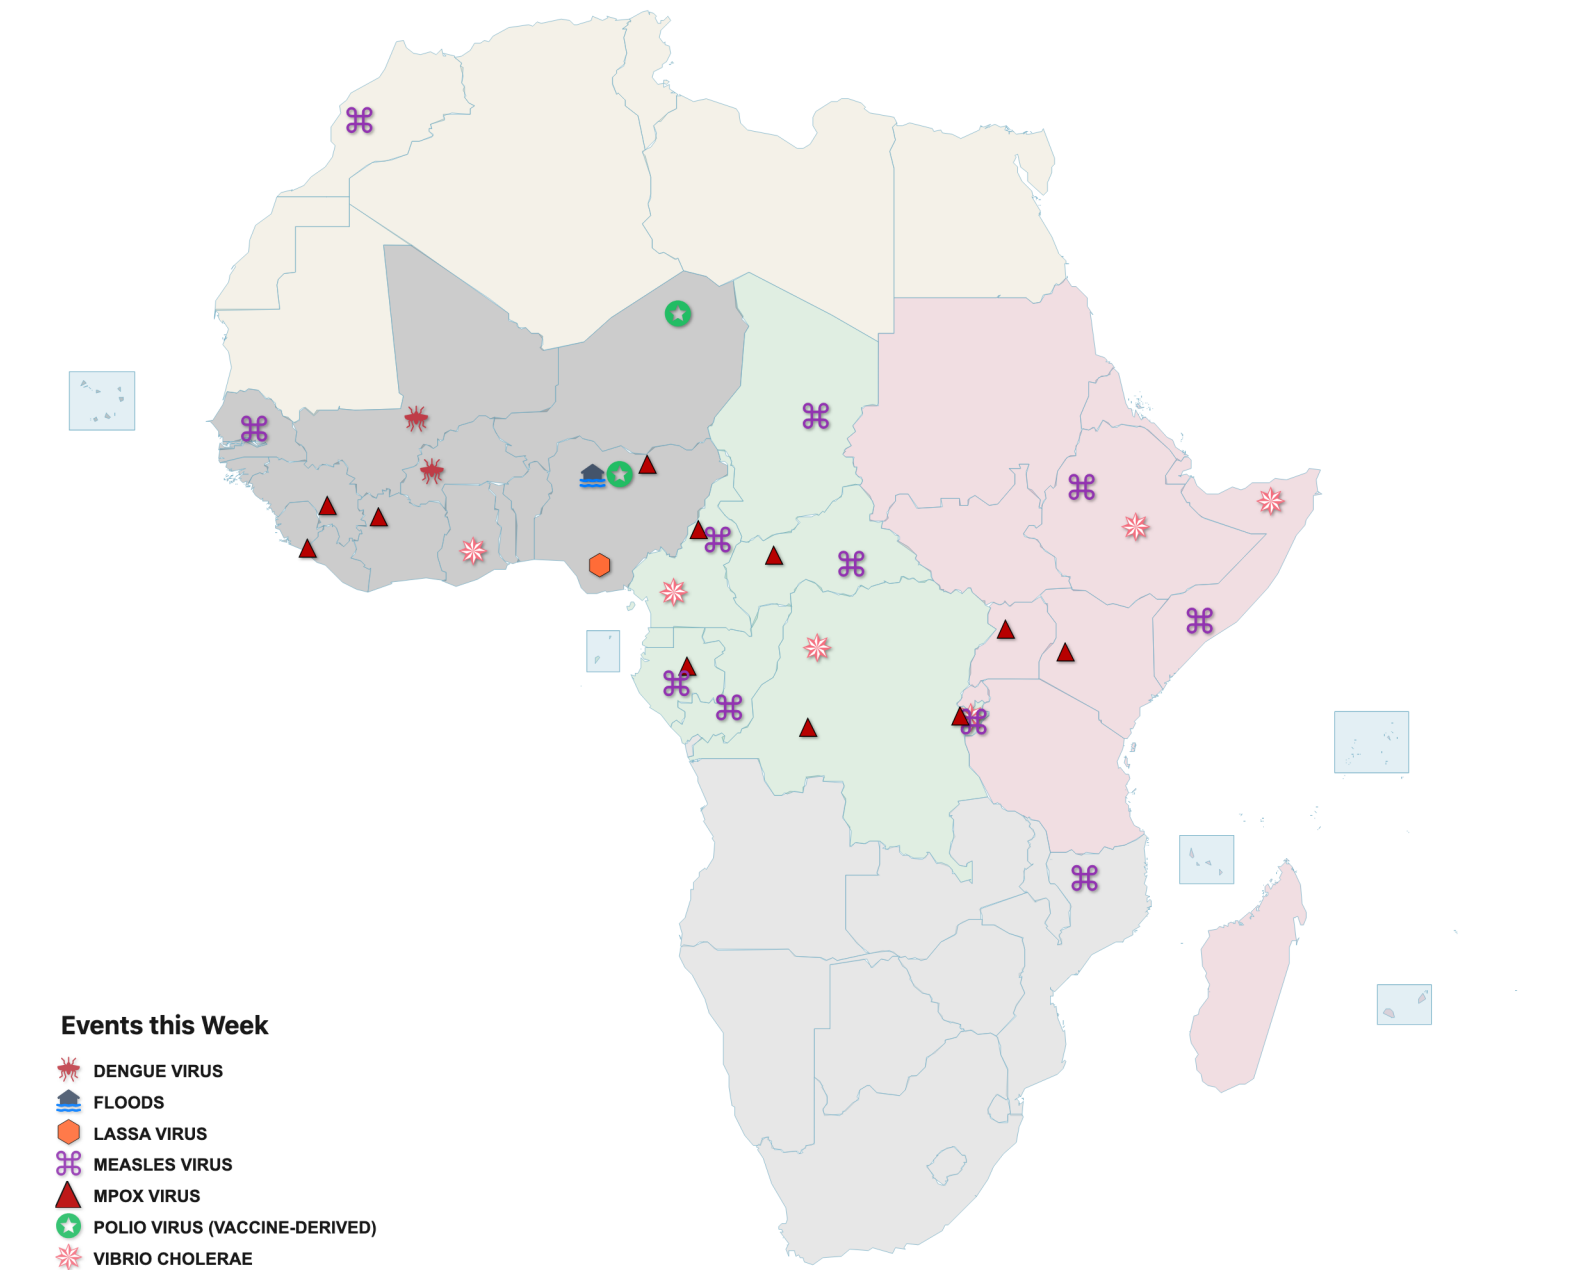 Events this Week
DENGUE VIRUS
FLOODS
LASSA VIRUS
MEASLES VIRUS
MPOX VIRUS
POLIO VIRUS (VACCINE-DERIVED)
VIBRIO CHOLERAE